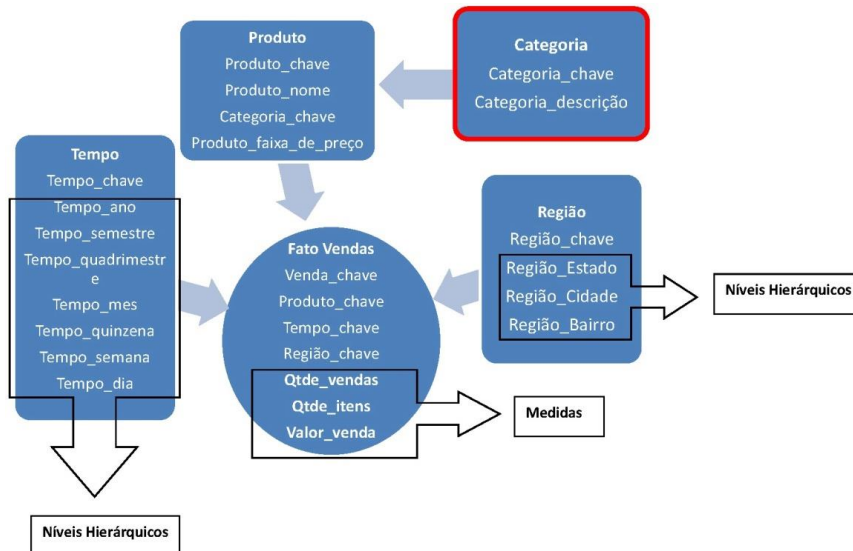 Produto
Produto_chave
Produto_nome
Categoria_chave
Produto_faixa_de_preço
Categoria
Categoria_chave
Categoria_descrição
Tempo
Tempo_chave
Tempo_ano
Tempo_semestre
Tempo_quadrimestr
e
Tempo_mes
Tempo_quinzena
Tempo_semana
Tempo_dia
Fato Vendas
Venda_chave
Produto_chave
Tempo_chave
Região_chave
Qtde_vendas
Qtde_itens
Valor_venda
Região
Região_chave
Região_Estado
Região_Cidade
Região_Bairro
Níveis Hierárquicos
Medidas
Níveis Hierárquicos